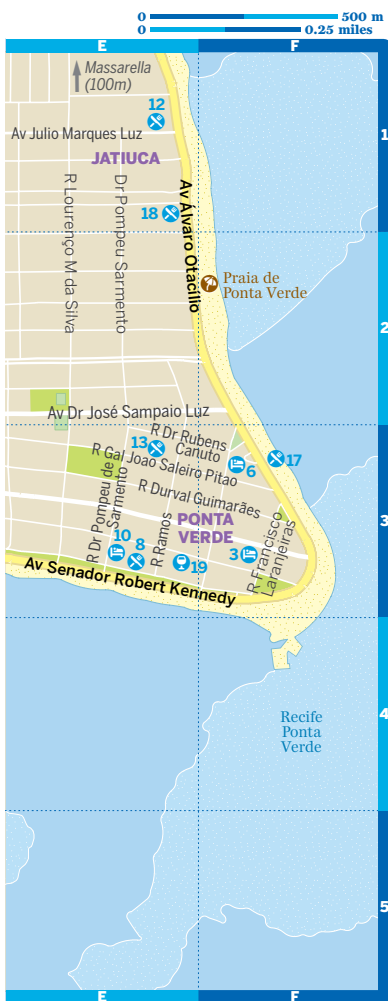 0 500 m
0 0.25 miles
E F
Massarella
(100m)
12
1
Av Julio Marques Luz
JATIUCA
R Lourenço M da Silva
Dr Pompeu Sarmento
18
Av Álvaro Otacílio
Praia de
Ponta Verde
2
Av Dr José Sampaio Luz
13
R Dr Rubens
Canuto
R Gal Joao Saleiro Pitao
6
17
R Durval Guimarães
3
R Dr Pompeu de
Sarmento
PONTA
VERDE
10
8
R Ramos
19
3
R Francisco
Laranjeiras
Av Senador Robert Kennedy
4
Recife
Ponta
Verde
5
E F